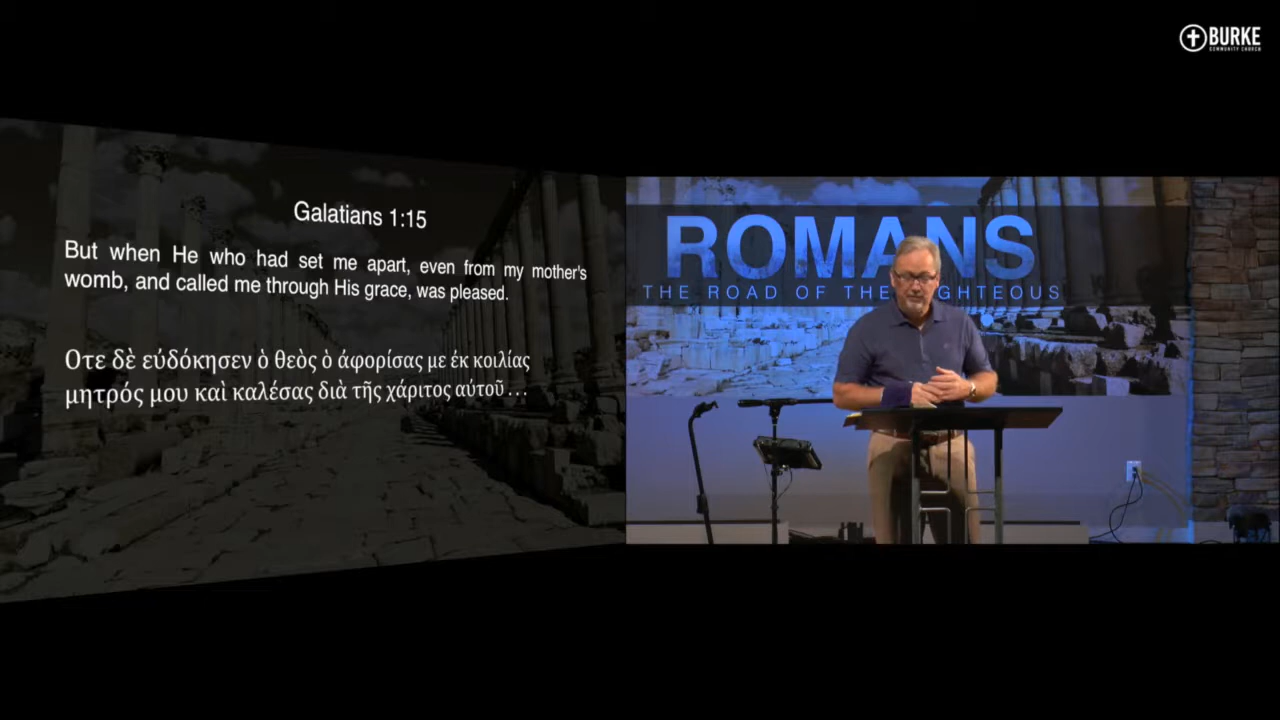 BURKE
COMMUNITY CHURCH
Galatians 1:15
But when He who had set me apart, even from my mother's
womb, and called me through His grace, was pleased.
Οτε δὲ εὐδόκησεν ὁ θεὸς ὁ ἀφορίσας με ἐκ κοιλίας
μητρός μου καὶ καλέσας διὰ τῆς χάριτος αὐτοῦ…
ROMANS
THE ROAD OF THE GHTEOUS